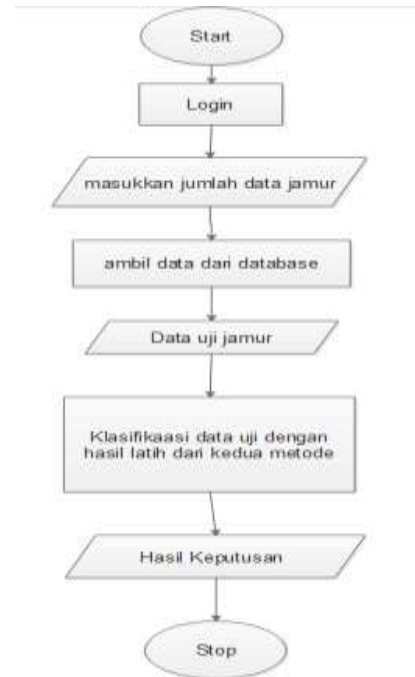 Start
Login
masukkan jumlah data jamur
ambil data dari database
Data uji jamur
Klasifikaasi data uji dengan
hasil latih dari kedua metode
Hasil Keputusan
Stop